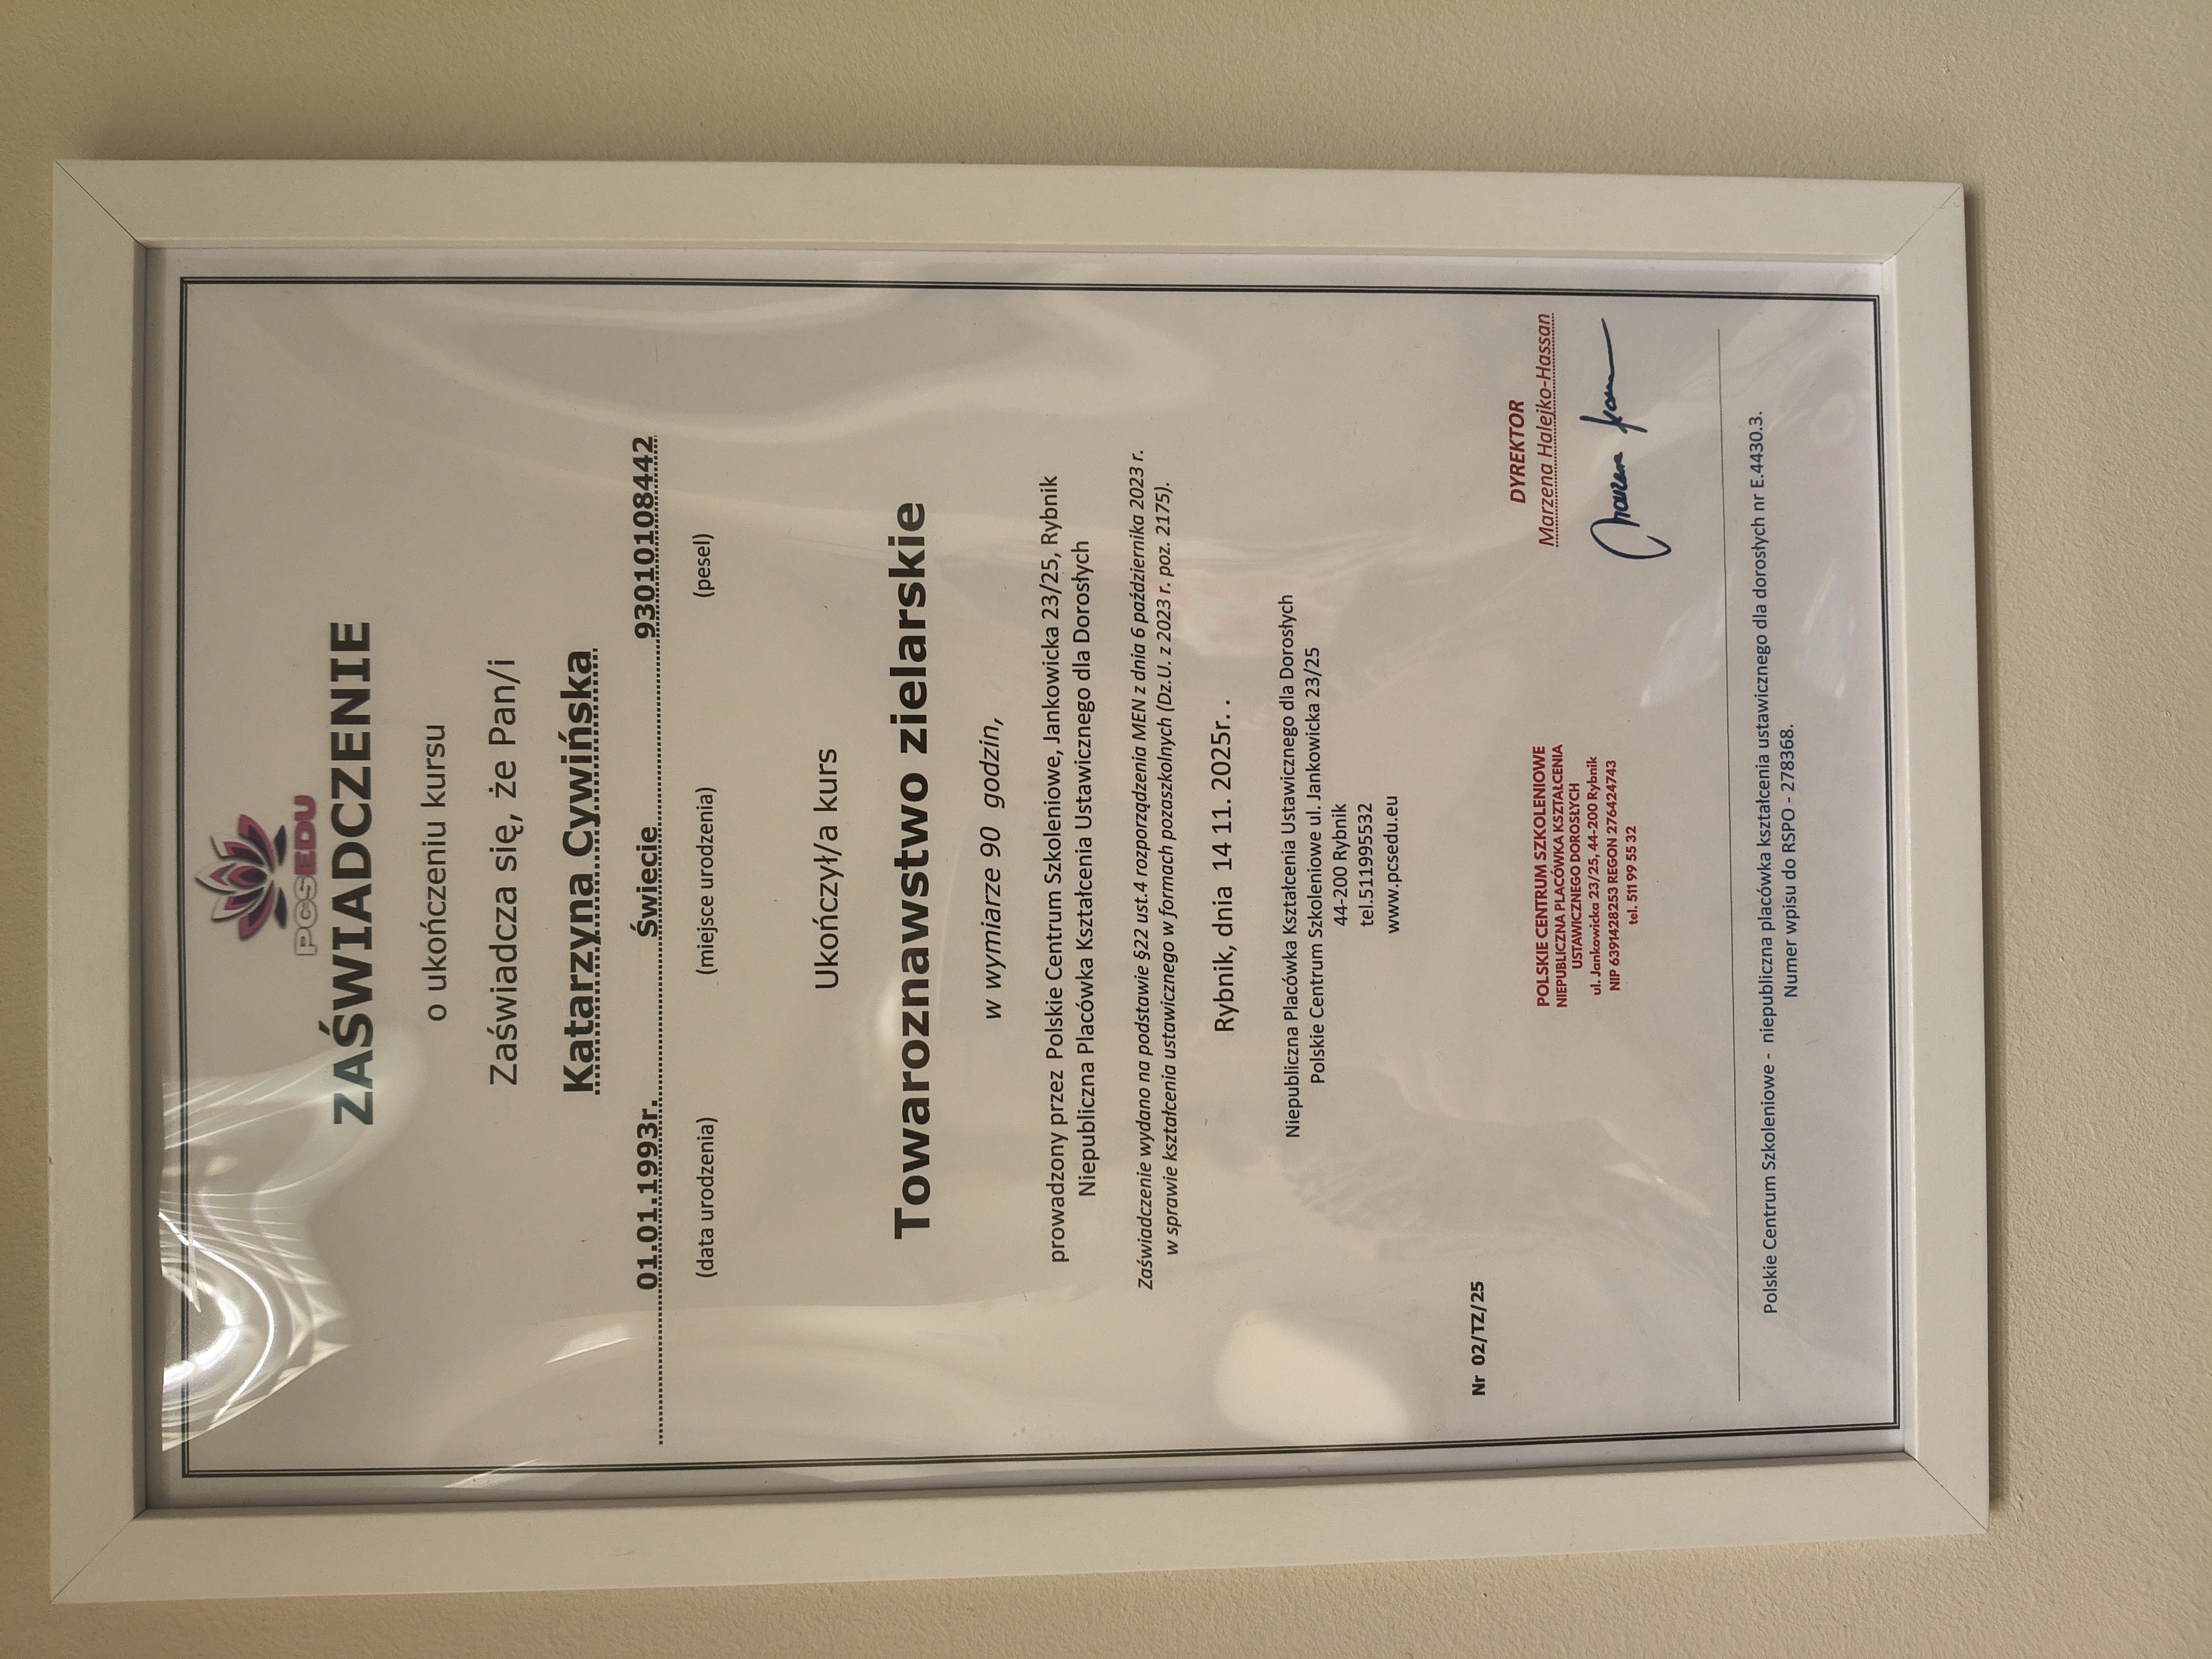 PCSEDU
ZAŚWIADCZENIE
o ukończeniu kursu
Zaświadcza się, że Pan/i
Katarzyna Cywińska
01.01.1993r. Świecie 93010108442
(data urodzenia) (miejsce urodzenia) (pesel)
Ukończył/a kurs
Towaroznawstwo zielarskie
w wymiarze 90 godzin,
prowadzony przez Polskie Centrum Szkoleniowe, Jankowicka 23/25, Rybnik
Niepubliczna Placówka Kształcenia Ustawicznego dla Dorosłych
Zaświadczenie wydano na podstawie §22 ust.4 rozporządzenia MEN z dnia 6 października 2023 r.
w sprawie kształcenia ustawicznego w formach pozaszkolnych (Dz.U. z 2023 r. poz. 2175).
Rybnik, dnia 14 11. 2025r. .
Niepubliczna Placówka Kształcenia Ustawicznego dla Dorosłych
Polskie Centrum Szkoleniowe ul. Jankowicka 23/25
44-200 Rybnik
tel.511995532
www.pcsedu.eu
Nr 02/TZ/25
POLSKIE CENTRUM SZKOLENIOWE
NIEPUBLICZNA PLACÓWKA KSZTAŁCENIA
USTAWICZNEGO DOROSŁYCH
ul. Jankowicka 23/25, 44-200 Rybnik
NIP 6391428253 REGON 276424743
tel. 511 99 55 32
DYREKTOR
Marzena Halejko-Hassan
Polskie Centrum Szkoleniowe - niepubliczna placówka kształcenia ustawicznego dla dorosłych nr E.4430.3.
Numer wpisu do RSPO - 278368.